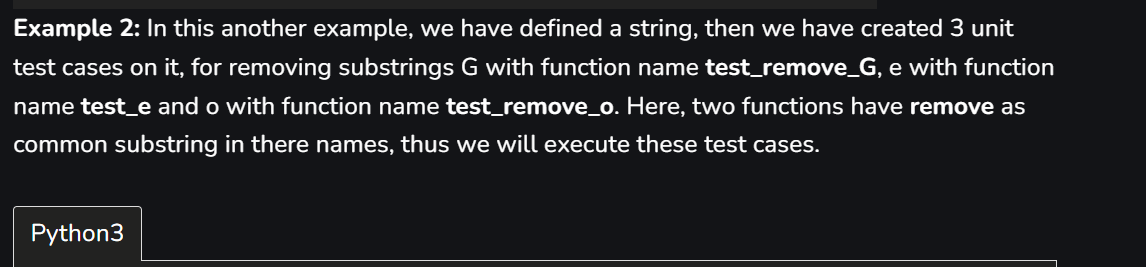 Example 2: In this another example, we have defined a string, then we have created 3 unit
test cases on it, for removing substrings G with function name test_remove_G, e with function
name test_e and o with function name test_remove_o. Here, two functions have remove as
common substring in there names, thus we will execute these test cases.
Python3